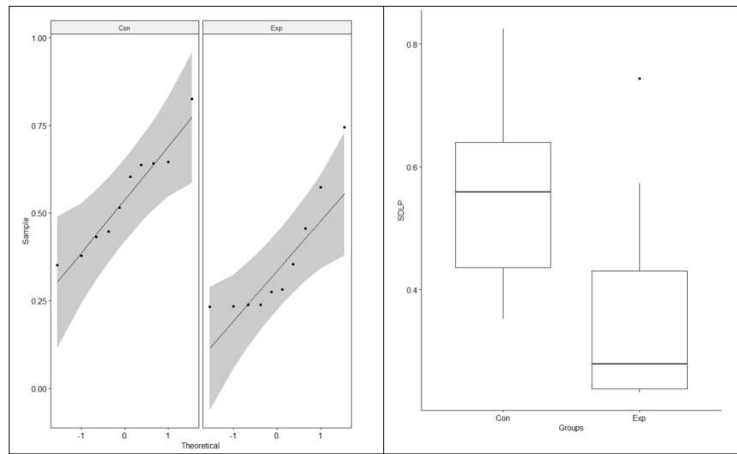 Con Exp
1.00
0.75
0.50
0.25
0.00
Sample
-1 0 1 -1 0 1
Theoretical
0.8
0.6
0.4
SDLP
Con Exp
Groups